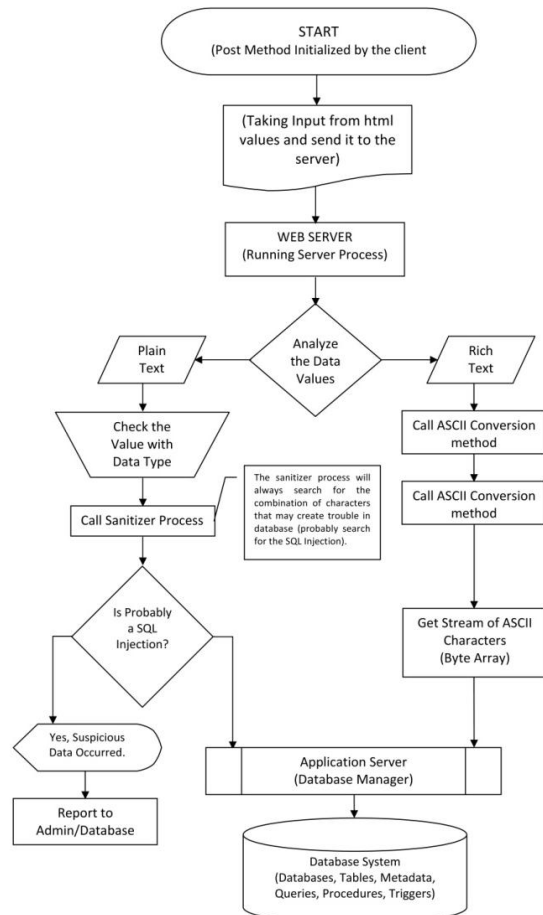 START
(Post Method Initialized by the client
(Taking Input from html
values and send it to the
server)
WEB SERVER
(Running Server Process)
Analyze
the Data
Values
Plain
Text
Rich
Text
Check the
Value with
Data Type
Call ASCII Conversion
method
The sanitizer process will
always search for the
combination of characters
that may create trouble in
database (probably search
for the SQL Injection).
Call Sanitizer Process
Call ASCII Conversion
method
Is Probably
a SQL
Injection?
Get Stream of ASCII
Characters
(Byte Array)
Yes, Suspicious
Data Occurred.
Application Server
(Database Manager)
Report to
Admin/Database
Database System
(Databases, Tables, Metadata,
Queries, Procedures, Triggers)